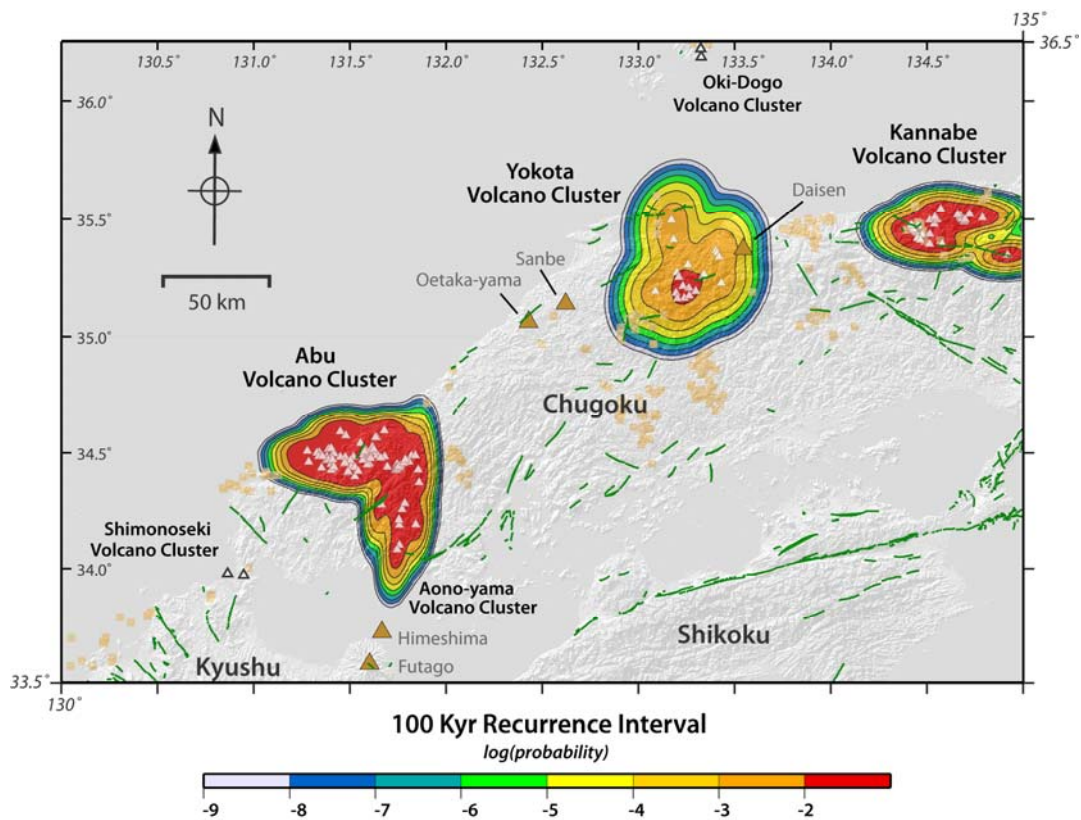 135˚
36.5˚
130.5˚ 131.0˚ 131.5˚ 132.0˚ 132.5˚ 133.0˚ 133.5˚ 134.0˚ 134.5˚
Oki-Dogo
Volcano Cluster
36.0˚
N
Kannabe
Volcano Cluster
Yokota
Volcano Cluster
Daisen
35.5˚
Sanbe
Oetaka-yama
50 km
35.0˚
Abu
Volcano Cluster
Chugoku
34.5˚
Shimonoseki
Volcano Cluster
34.0˚
Aono-yama
Volcano Cluster
Himeshima
Shikoku
Kyushu
Futago
33.5˚
130˚
100 Kyr Recurrence Interval
log(probability)
-9 -8 -7 -6 -5 -4 -3 -2